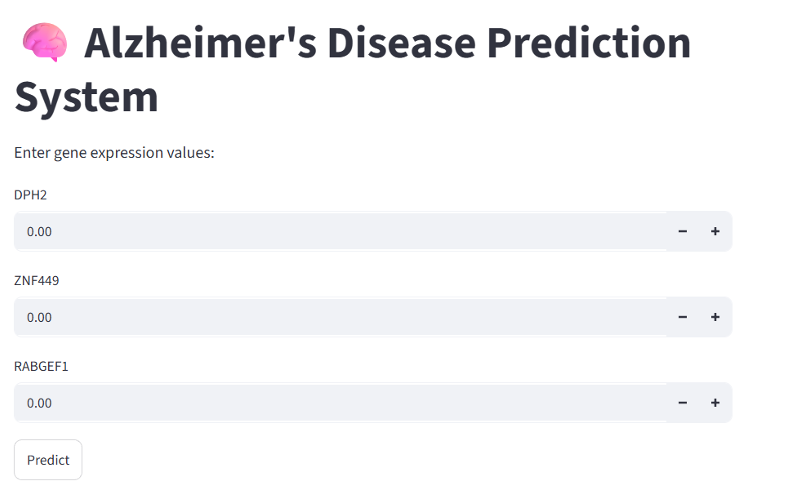 Alzheimer's Disease Prediction
System
Enter gene expression values:
DPH2
0.00
ZNF449
0.00
RABGEF1
0.00
Predict